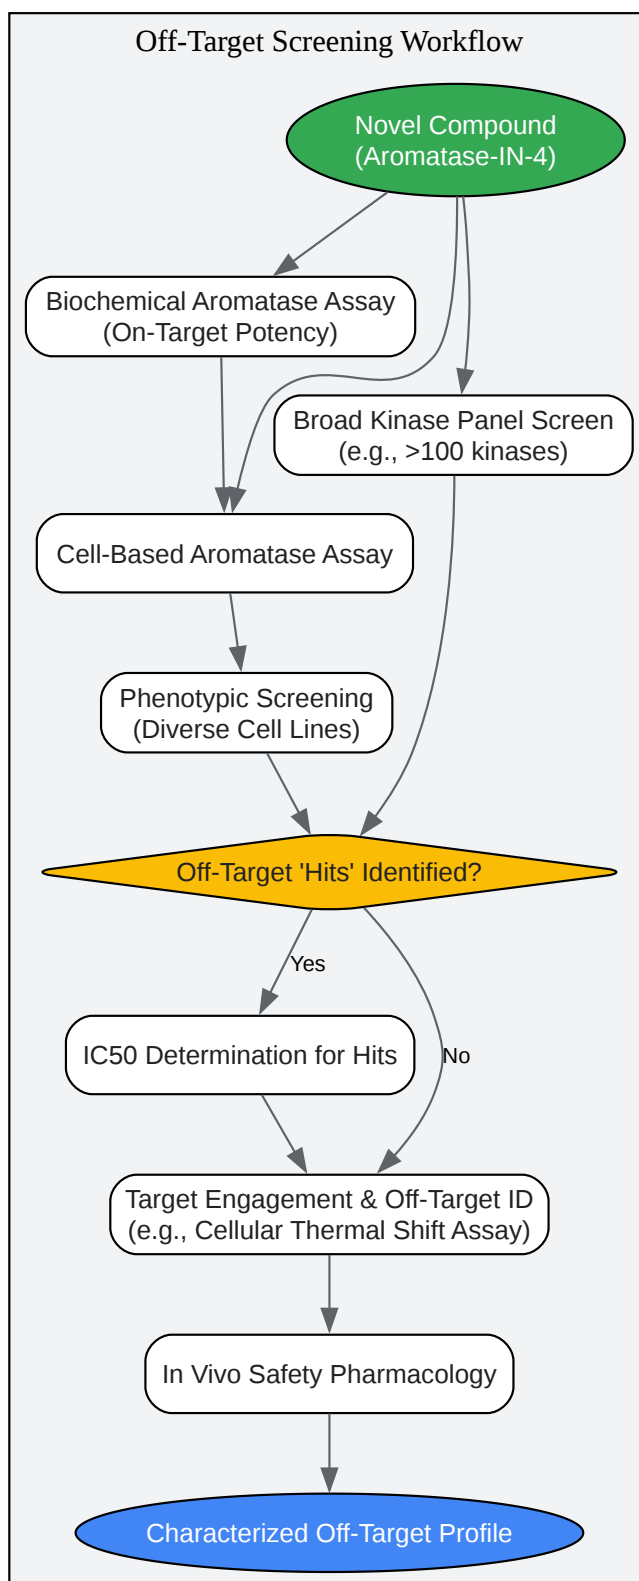 Off-Target Screening Workflow
Novel Compound
(Aromatase-IN-4)
Biochemical Aromatase Assay
(On-Target Potency)
Broad Kinase Panel Screen
(e.g., >100 kinases)
Cell-Based Aromatase Assay
Phenotypic Screening
(Diverse Cell Lines)
Off-Target 'Hits' Identified?
Yes
IC50 Determination for Hits
No
Target Engagement & Off-Target ID
(e.g., Cellular Thermal Shift Assay)
In Vivo Safety Pharmacology
Characterized Off-Target Profile